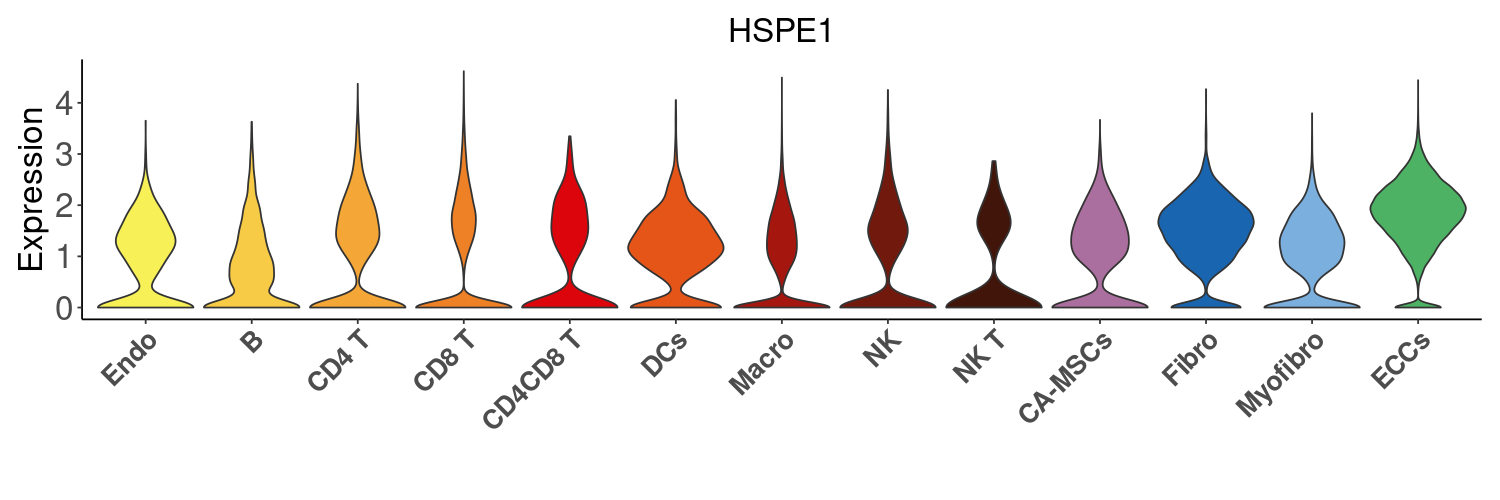 HSPE1
Expression
4
3
2
1
0
Endo
B
CD4 T
CD8 T
CD4CD8 T
DCs
Macro
NK
NK T
CA-MSCs
Fibro
Myofibro
ECCs